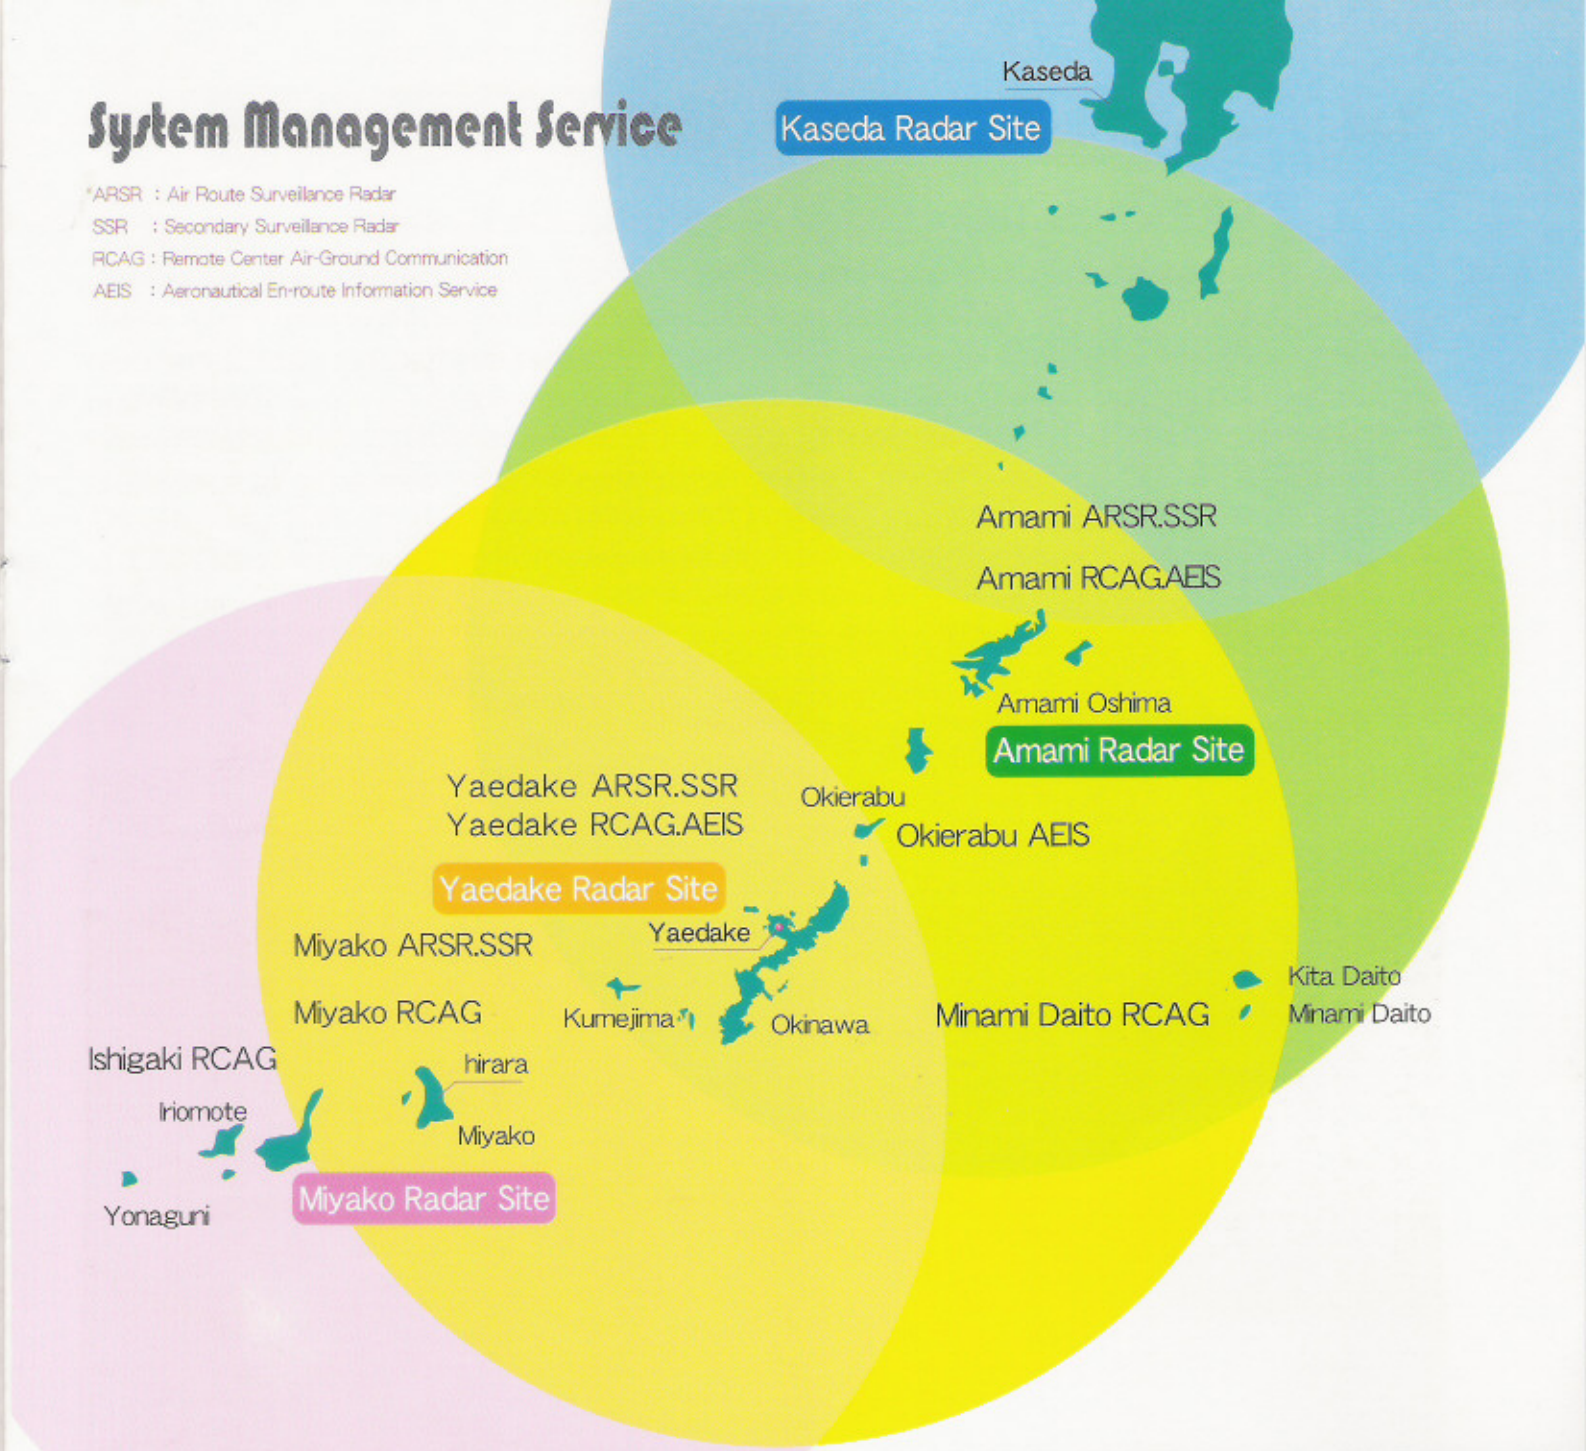 System Management Service
*ARSR : Air Route Surveillance Radar
SSR : Secondary Surveillance Radar
RCAG : Remote Center Air-Ground Communication
AEIS : Aeronautical En-route Information Service
Kaseda
Kaseda Radar Site
Amami ARSR.SSR
Amami RCAG.AEIS
Amami Oshima
Amami Radar Site
Yaedake ARSR.SSR
Yaedake RCAG.AEIS
Okierabu
Okierabu AEIS
Yaedake Radar Site
Yaedake
Miyako ARSR.SSR
Miyako RCAG
Kumejima
Okinawa
Minami Daito RCAG
Kita Daito
Minami Daito
Ishigaki RCAG
hirara
Iriomote
Miyako
Yonaguni
Miyako Radar Site